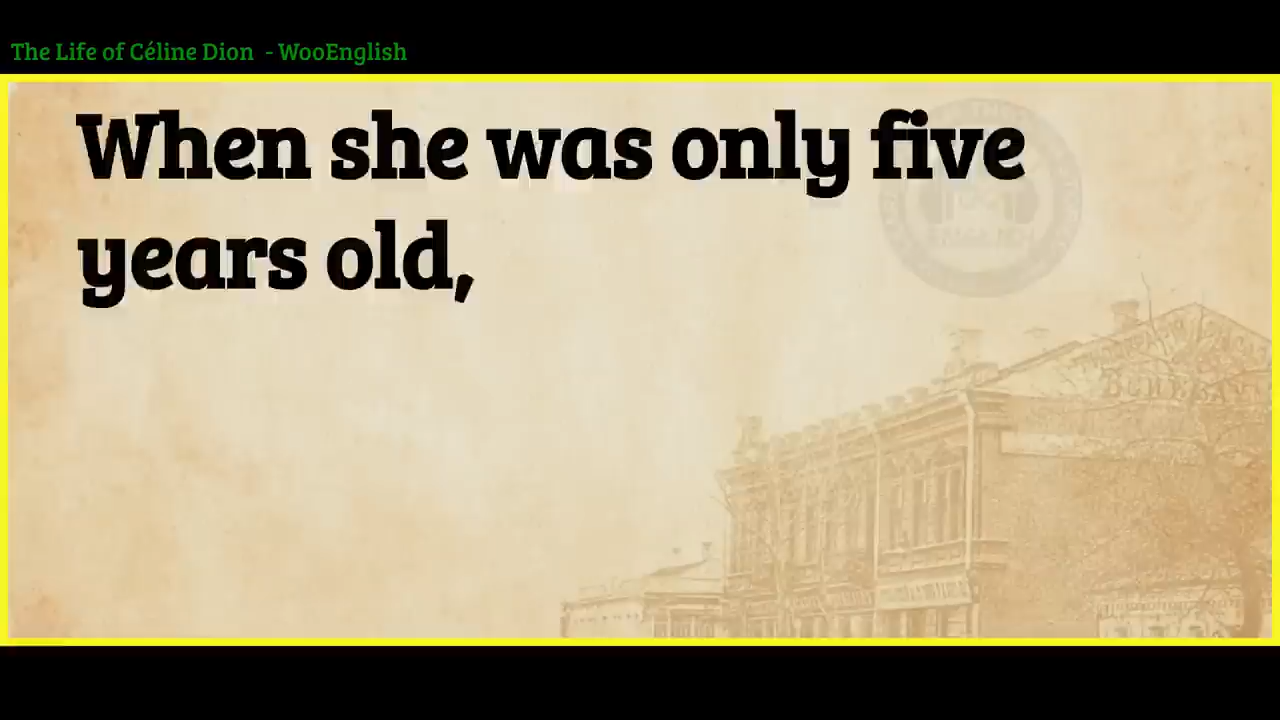 The Life of Céline Dion - WooEnglish
When she was only five
years old,